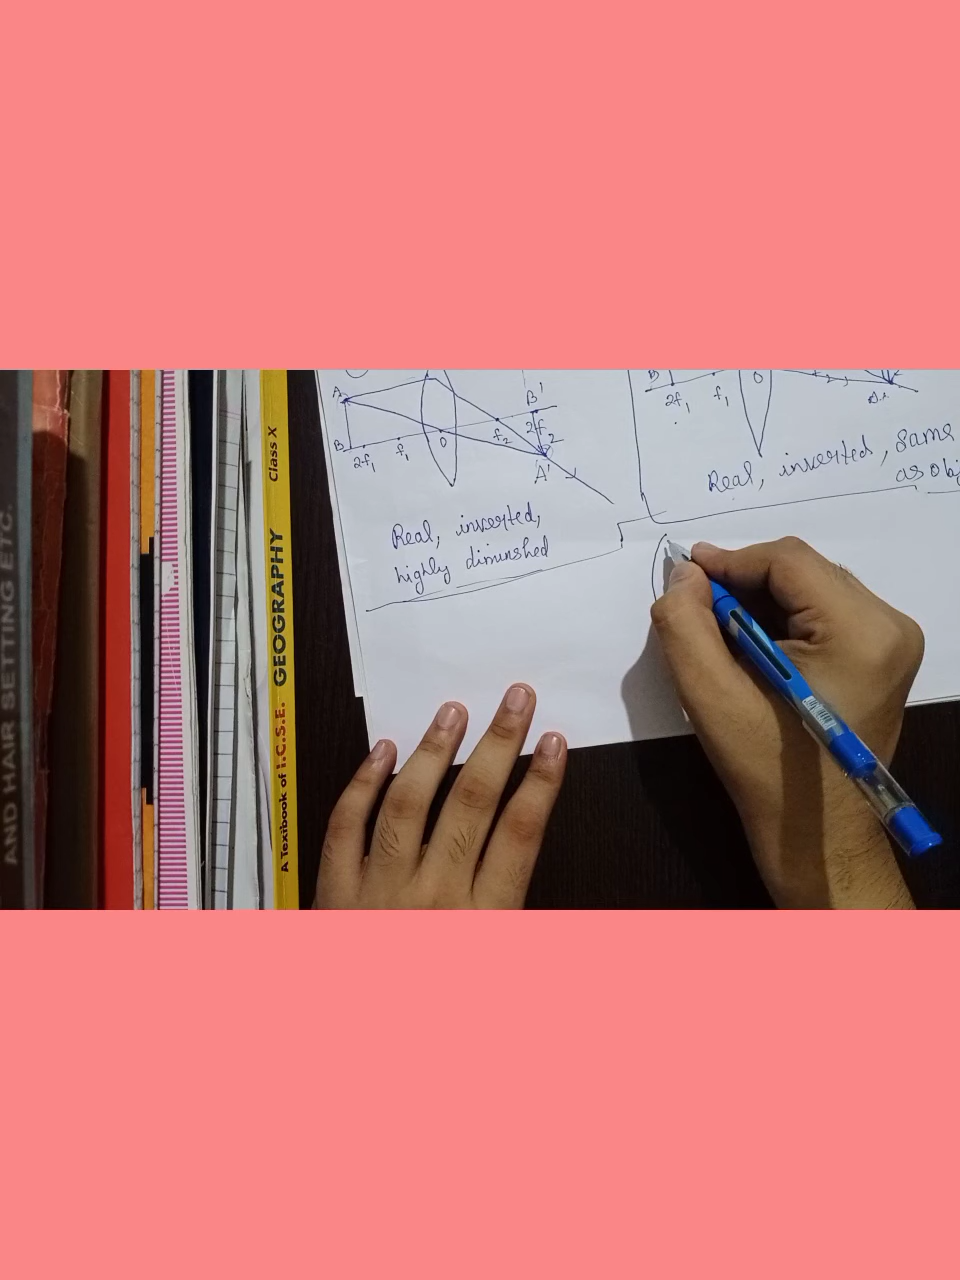 AND HAIR SETTING ETC.
A Textbook of I.C.S.E. GEOGRAPHY Class X
A
B
2f₁
f₁
O
f₂
B'
2f₂
A'
Real, inverted,
highly diminshed
B
2f₁
f₁
O
Real, inverted, Same
as obj